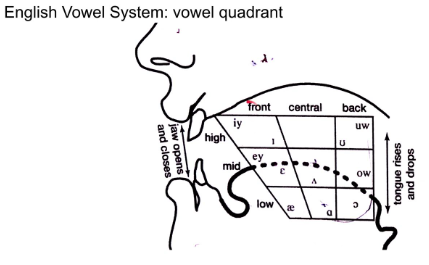 English Vowel System: vowel quadrant
front central back
high
iy
uw
ɪ
ʊ
jaw opens
and closes
mid
ey
ɛ
ʌ
ow
low
æ
ɑ
ɔ
tongue rises
and drops